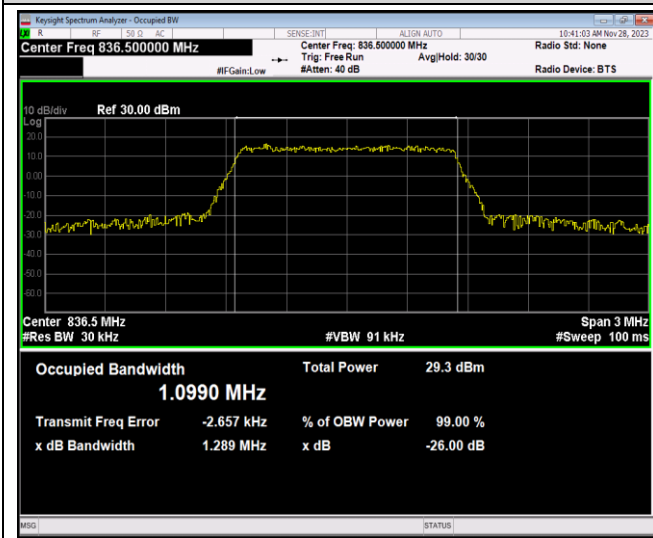 Keysight Spectrum Analyzer - Occupied BW
LXI R RF 50 Ω AC SENSE:INT ALIGN AUTO 10:41:03 AM Nov 28, 2023
Center Freq 836.500000 MHz Center Freq: 836.500000 MHz Radio Std: None
Trig: Free Run Avg|Hold: 30/30
#IFGain:Low #Atten: 40 dB Radio Device: BTS
10 dB/div Ref 30.00 dBm
Log
20.0
10.0
0.00
-10.0
-20.0
-30.0
-40.0
-50.0
-60.0
Center 836.5 MHz Span 3 MHz
#Res BW 30 kHz #VBW 91 kHz #Sweep 100 ms
Occupied Bandwidth Total Power 29.3 dBm
1.0990 MHz
Transmit Freq Error -2.657 kHz % of OBW Power 99.00 %
x dB Bandwidth 1.289 MHz x dB -26.00 dB
MSG STATUS